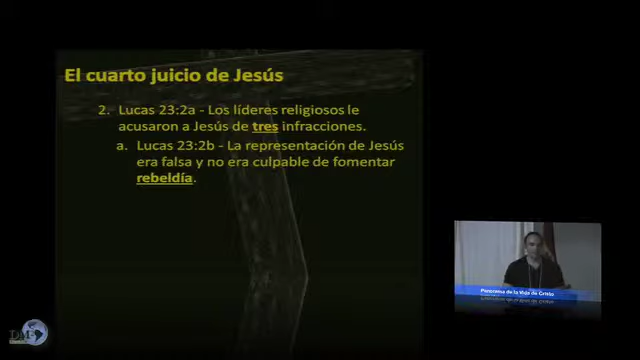 El cuarto juicio de Jesús
2. Lucas 23:2a - Los líderes religiosos le
acusaron a Jesús de tres infracciones.
a. Lucas 23:2b - La representación de Jesús
era falsa y no era culpable de fomentar
rebeldía.
Panorama de la Vida de Cristo